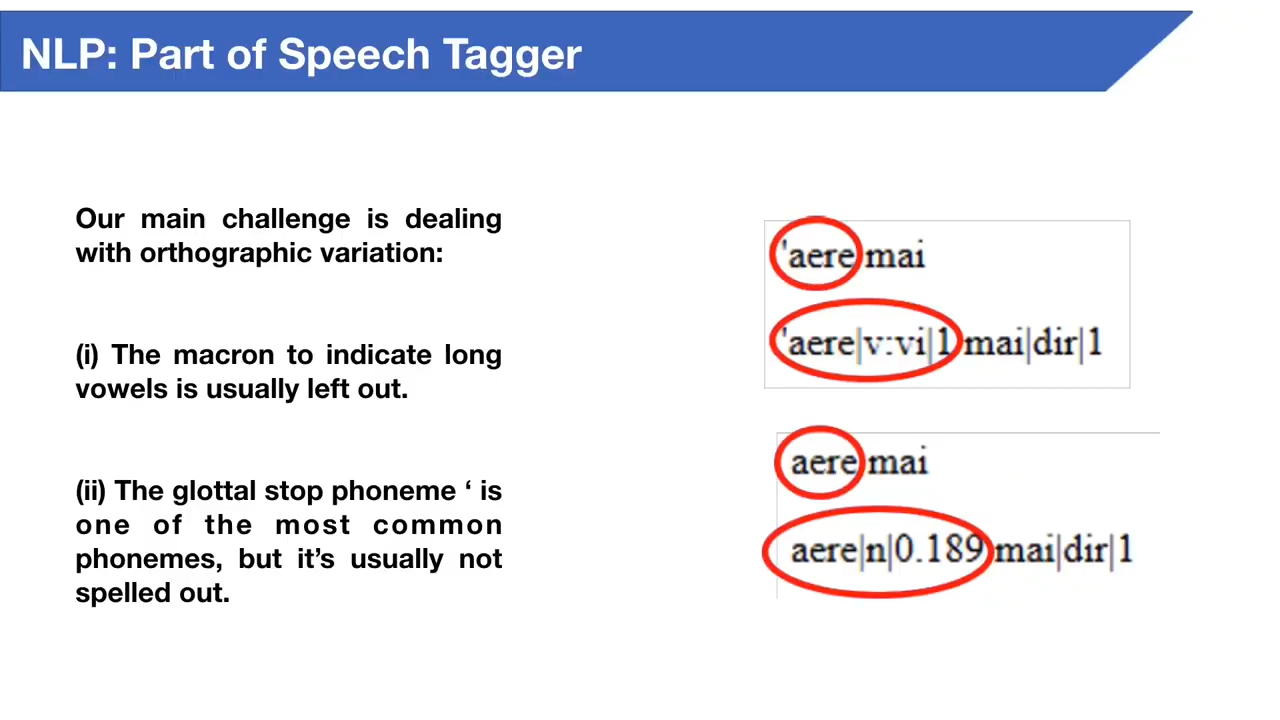 NLP: Part of Speech Tagger
Our main challenge is dealing
with orthographic variation:
(i) The macron to indicate long
vowels is usually left out.
(ii) The glottal stop phoneme ‘ is
one of the most common
phonemes, but it’s usually not
spelled out.
'aere mai
'aere|v:vi|1 mai|dir|1
aere mai
aere|n|0.189 mai|dir|1